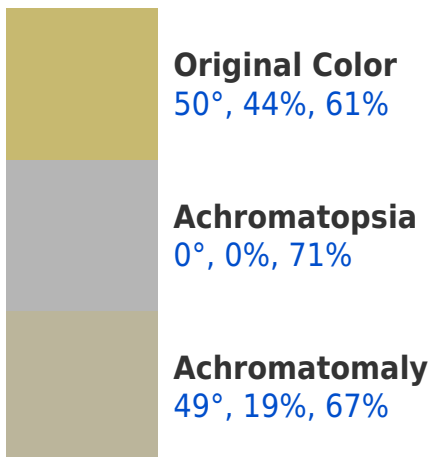 Original Color
50°, 44%, 61%
Achromatopsia
0°, 0%, 71%
Achromatomaly
49°, 19%, 67%